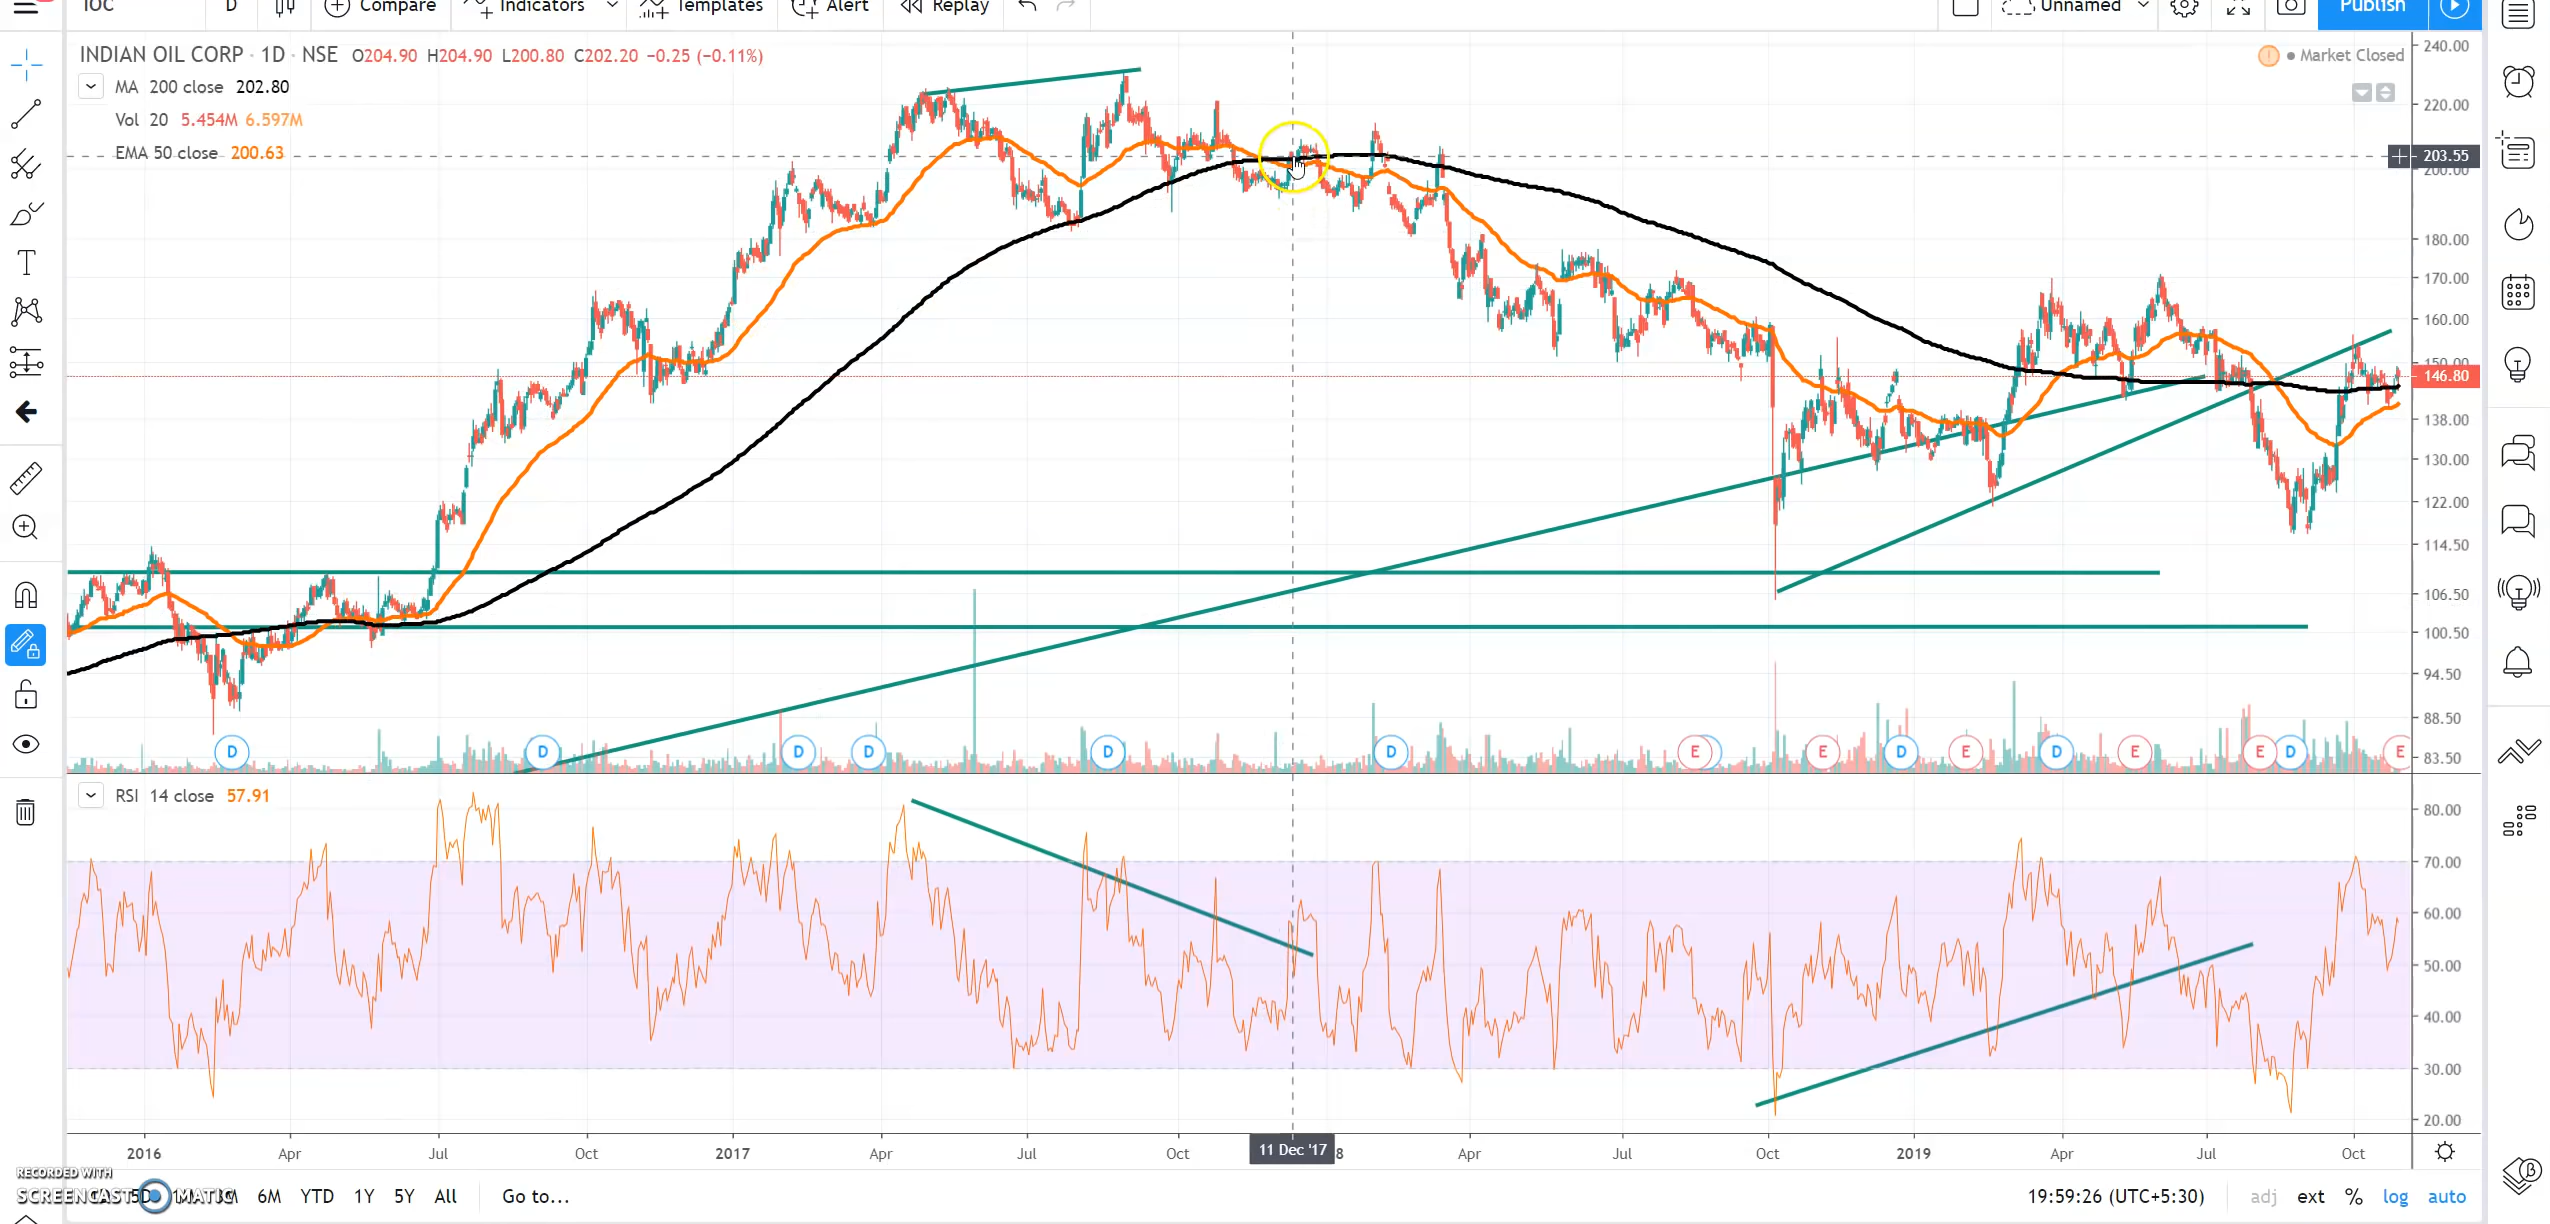 IOC D Compare Indicators Templates Alert Replay Unnamed Publish
INDIAN OIL CORP · 1D · NSE O204.90 H204.90 L200.80 C202.20 −0.25 (−0.11%)
Market Closed
MA 200 close 202.80
Vol 20 5.454M 6.597M
EMA 50 close 200.63
240.00
220.00
203.55
200.00
180.00
170.00
160.00
150.00
146.80
138.00
130.00
122.00
114.50
106.50
100.50
94.50
88.50
83.50
D D D D D D E E D E D E E D E
RSI 14 close 57.91
80.00
70.00
60.00
50.00
40.00
30.00
20.00
2016 Apr Jul Oct 2017 Apr Jul Oct 11 Dec '17 8 Apr Jul Oct 2019 Apr Jul Oct
RECORDED WITH
SCREENCAST MATIC
5D 6M YTD 1Y 5Y All Go to... 19:59:26 (UTC+5:30) adj ext % log auto